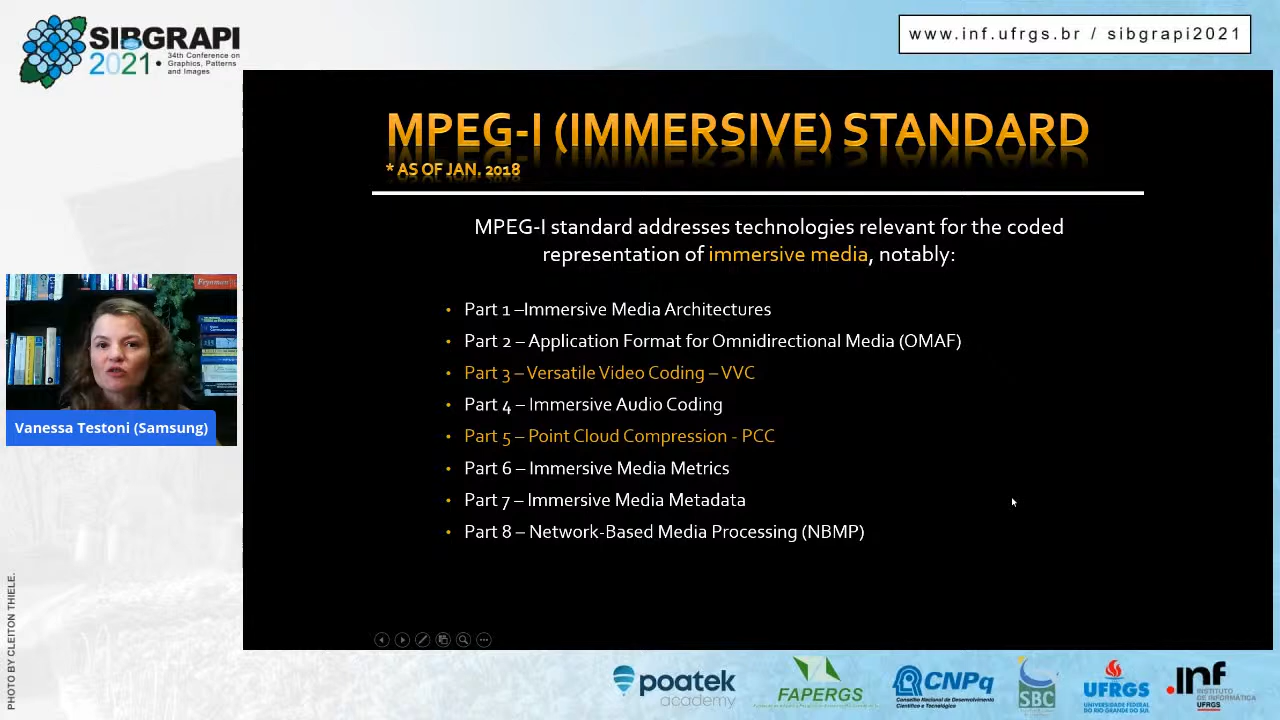 SIBGRAPI
2021
34th Conference on
Graphics, Patterns
and Images
www.inf.ufrgs.br / sibgrapi2021
MPEG-I (IMMERSIVE) STANDARD
* AS OF JAN. 2018
MPEG-I standard addresses technologies relevant for the coded
representation of immersive media, notably:
• Part 1 –Immersive Media Architectures
• Part 2 – Application Format for Omnidirectional Media (OMAF)
• Part 3 – Versatile Video Coding – VVC
• Part 4 – Immersive Audio Coding
• Part 5 – Point Cloud Compression - PCC
• Part 6 – Immersive Media Metrics
• Part 7 – Immersive Media Metadata
• Part 8 – Network-Based Media Processing (NBMP)
Feynman
Vanessa Testoni (Samsung)
PHOTO BY CLEITON THIELE.
poatek
academy
FAPERGS
CNPq
Conselho Nacional de Desenvolvimento
Científico e Tecnológico
SBC
UFRGS
UNIVERSIDADE FEDERAL
DO RIO GRANDE DO SUL
.inf
INSTITUTO
DE INFORMÁTICA
UFRGS